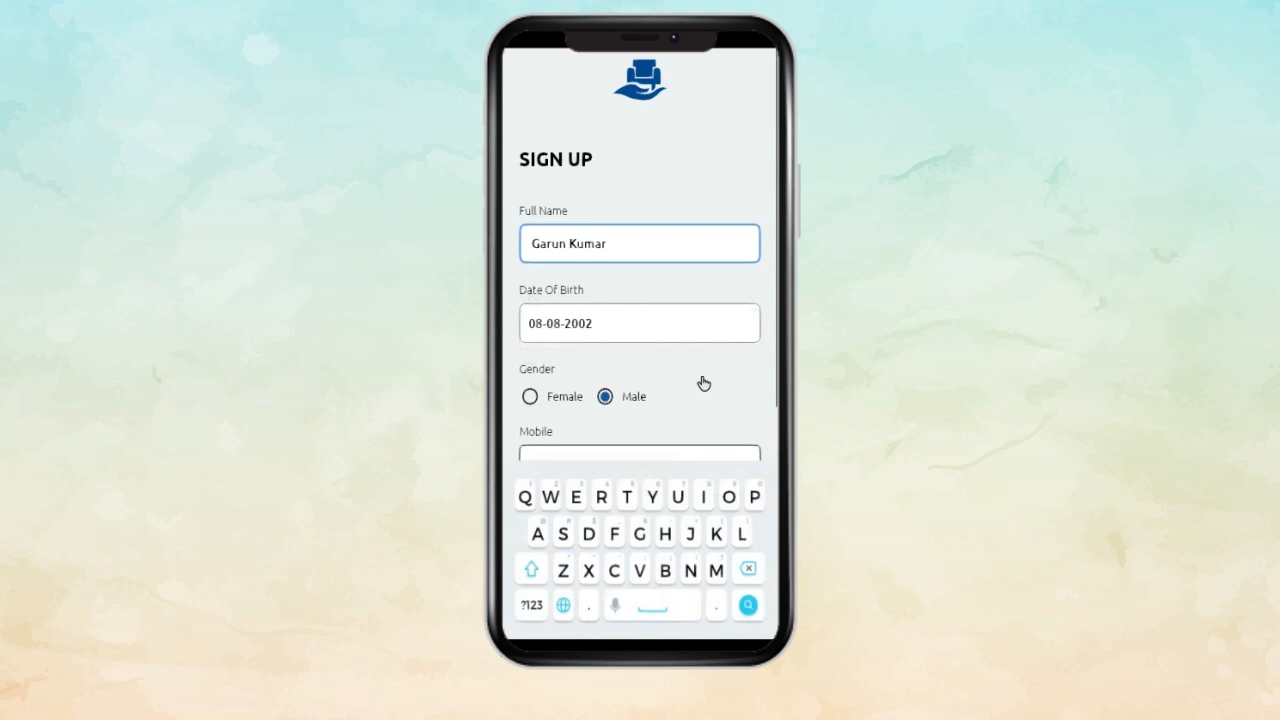 SIGN UP
Full Name
Garun Kumar
Date Of Birth
08-08-2002
Gender
Female Male
Mobile
Q W E R T Y U I O P
A S D F G H J K L
Z X C V B N M
?123 . .